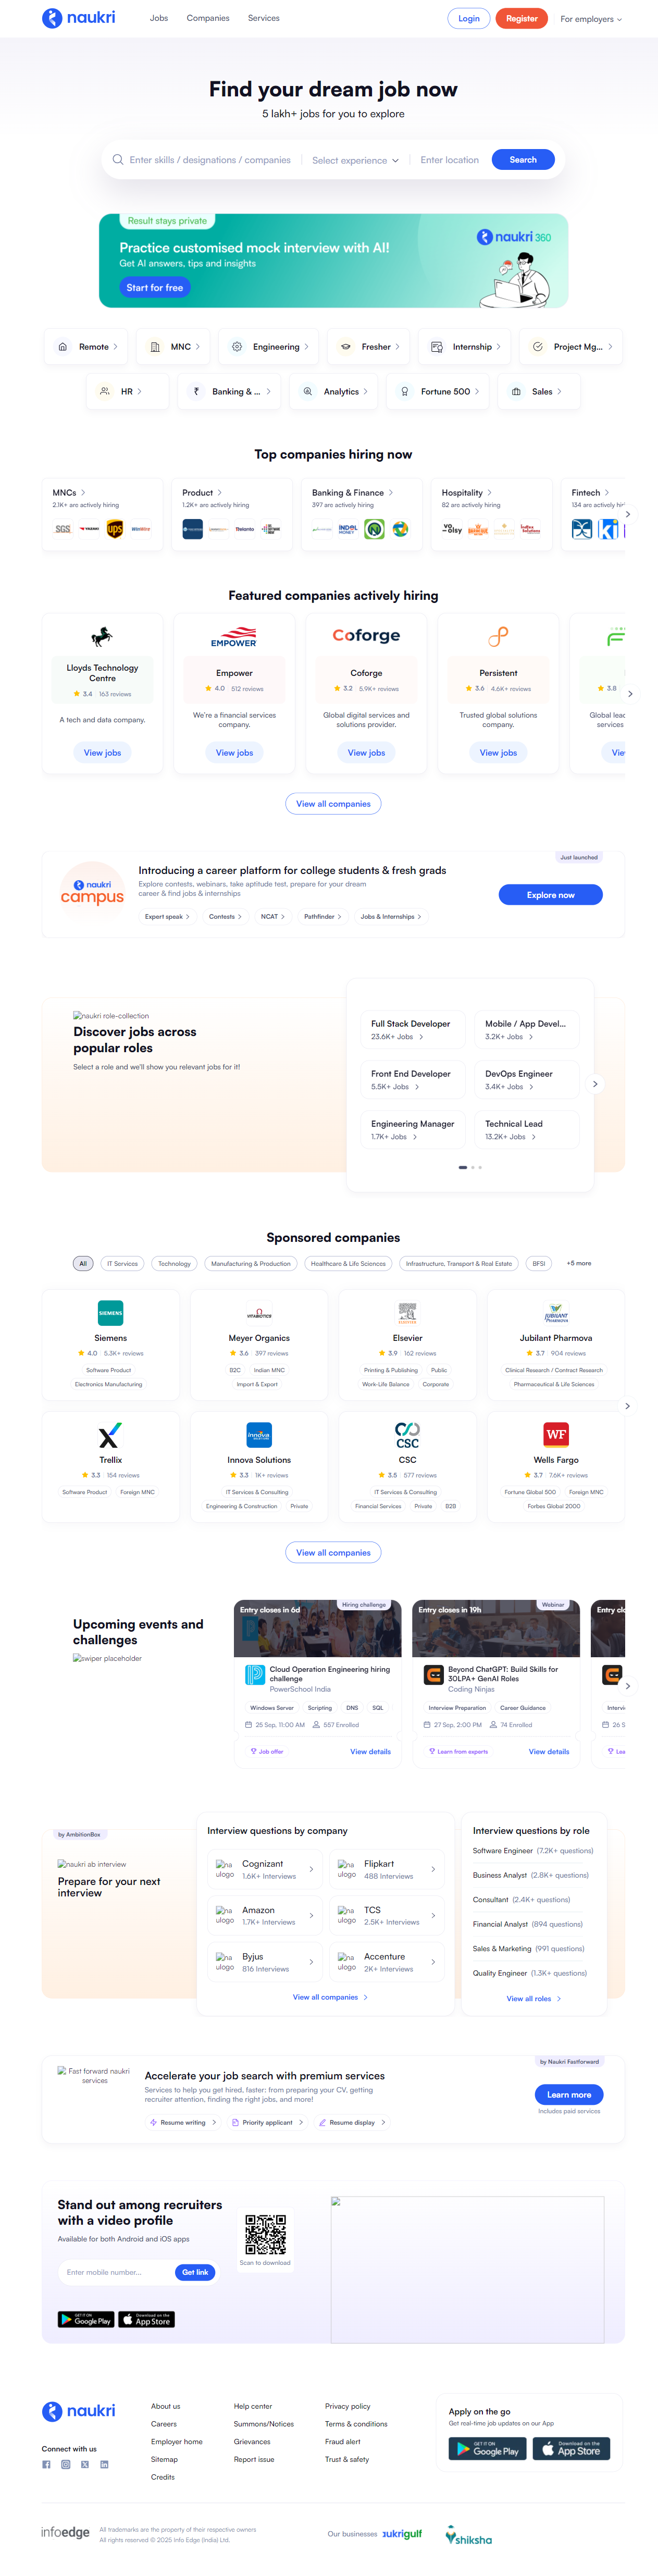 naukri
Jobs
Companies
Services
Login
Register
For employers
Find your dream job now
5 lakh+ jobs for you to explore
Enter skills / designations / companies
Select experience
Enter location
Search
Result stays private
Practice customised mock interview with AI!
Get AI answers, tips and insights
Start for free
naukri 360
Remote
MNC
Engineering
Fresher
Internship
Project Mg...
HR
Banking & ...
Analytics
Fortune 500
Sales
Top companies hiring now
MNCs
2.1K+ are actively hiring
Product
1.2K+ are actively hiring
Banking & Finance
397 are actively hiring
Hospitality
82 are actively hiring
Fintech
134 are actively hiri
SGS
ups
INDEL
MONEY
Featured companies actively hiring
Lloyds Technology
Centre
3.4 163 reviews
A tech and data company.
View jobs
EMPOWER
Empower
4.0 512 reviews
We're a financial services
company.
View jobs
Coforge
Coforge
3.2 5.9K+ reviews
Global digital services and
solutions provider.
View jobs
Persistent
3.6 4.6K+ reviews
Trusted global solutions
company.
View jobs
3.8
Global lead
services
Vie
View all companies
Just launched
naukri
campus
Introducing a career platform for college students & fresh grads
Explore contests, webinars, take aptitude test, prepare for your dream
career & find jobs & internships
Expert speak
Contests
NCAT
Pathfinder
Jobs & Internships
Explore now
naukri role-collection
Discover jobs across
popular roles
Select a role and we'll show you relevant jobs for it!
Full Stack Developer
23.6K+ Jobs
Mobile / App Devel...
3.2K+ Jobs
Front End Developer
5.5K+ Jobs
DevOps Engineer
3.4K+ Jobs
Engineering Manager
1.7K+ Jobs
Technical Lead
13.2K+ Jobs
Sponsored companies
All
IT Services
Technology
Manufacturing & Production
Healthcare & Life Sciences
Infrastructure, Transport & Real Estate
BFSI
+5 more
SIEMENS
Siemens
4.0 5.3K+ reviews
Software Product
Electronics Manufacturing
VITABIOTICS
Meyer Organics
3.6 397 reviews
B2C
Indian MNC
Import & Export
ELSEVIER
Elsevier
3.9 162 reviews
Printing & Publishing
Public
Work-Life Balance
Corporate
JUBILANT
PHARMOVA
Jubilant Pharmova
3.7 904 reviews
Clinical Research / Contract Research
Pharmaceutical & Life Sciences
Trellix
3.3 154 reviews
Software Product
Foreign MNC
innova
Innova Solutions
3.3 1K+ reviews
IT Services & Consulting
Engineering & Construction
Private
CSC
CSC
3.8 577 reviews
IT Services & Consulting
Financial Services
Private
B2B
WF
Wells Fargo
3.7 7.6K+ reviews
Fortune Global 500
Foreign MNC
Forbes Global 2000
View all companies
Upcoming events and
challenges
swiper placeholder
Entry closes in 6d
Hiring challenge
Cloud Operation Engineering hiring
challenge
PowerSchool India
Windows Server
Scripting
DNS
SQL
25 Sep, 11:00 AM
557 Enrolled
Job offer
View details
Entry closes in 19h
Webinar
Beyond ChatGPT: Build Skills for
30LPA+ GenAI Roles
Coding Ninjas
Interview Preparation
Career Guidance
27 Sep, 2:00 PM
74 Enrolled
Learn from experts
View details
Entry clo
Intervi
26 S
Lea
by AmbitionBox
naukri ab interview
Prepare for your next
interview
Interview questions by company
na
ulogo
Cognizant
1.6K+ Interviews
na
ulogo
Flipkart
488 Interviews
na
ulogo
Amazon
1.7K+ Interviews
na
ulogo
TCS
2.5K+ Interviews
na
ulogo
Byjus
816 Interviews
na
ulogo
Accenture
2K+ Interviews
View all companies
Interview questions by role
Software Engineer (7.2K+ questions)
Business Analyst (2.8K+ questions)
Consultant (2.4K+ questions)
Financial Analyst (894 questions)
Sales & Marketing (991 questions)
Quality Engineer (1.3K+ questions)
View all roles
by Naukri Fastforward
Fast forward naukri
services
Accelerate your job search with premium services
Services to help you get hired, faster: from preparing your CV, getting
recruiter attention, finding the right jobs, and more!
Resume writing
Priority applicant
Resume display
Learn more
Includes paid services
Stand out among recruiters
with a video profile
Available for both Android and iOS apps
Enter mobile number...
Get link
Scan to download
GET IT ON
Google Play
Download on the
App Store
naukri
Connect with us
About us
Careers
Employer home
Sitemap
Credits
Help center
Summons/Notices
Grievances
Report issue
Privacy policy
Terms & conditions
Fraud alert
Trust & safety
Apply on the go
Get real-time job updates on our App
GET IT ON
Google Play
Download on the
App Store
infoedge
All trademarks are the property of their respective owners
All rights reserved © 2025 Info Edge (India) Ltd.
Our businesses
aukrigulf
shiksha